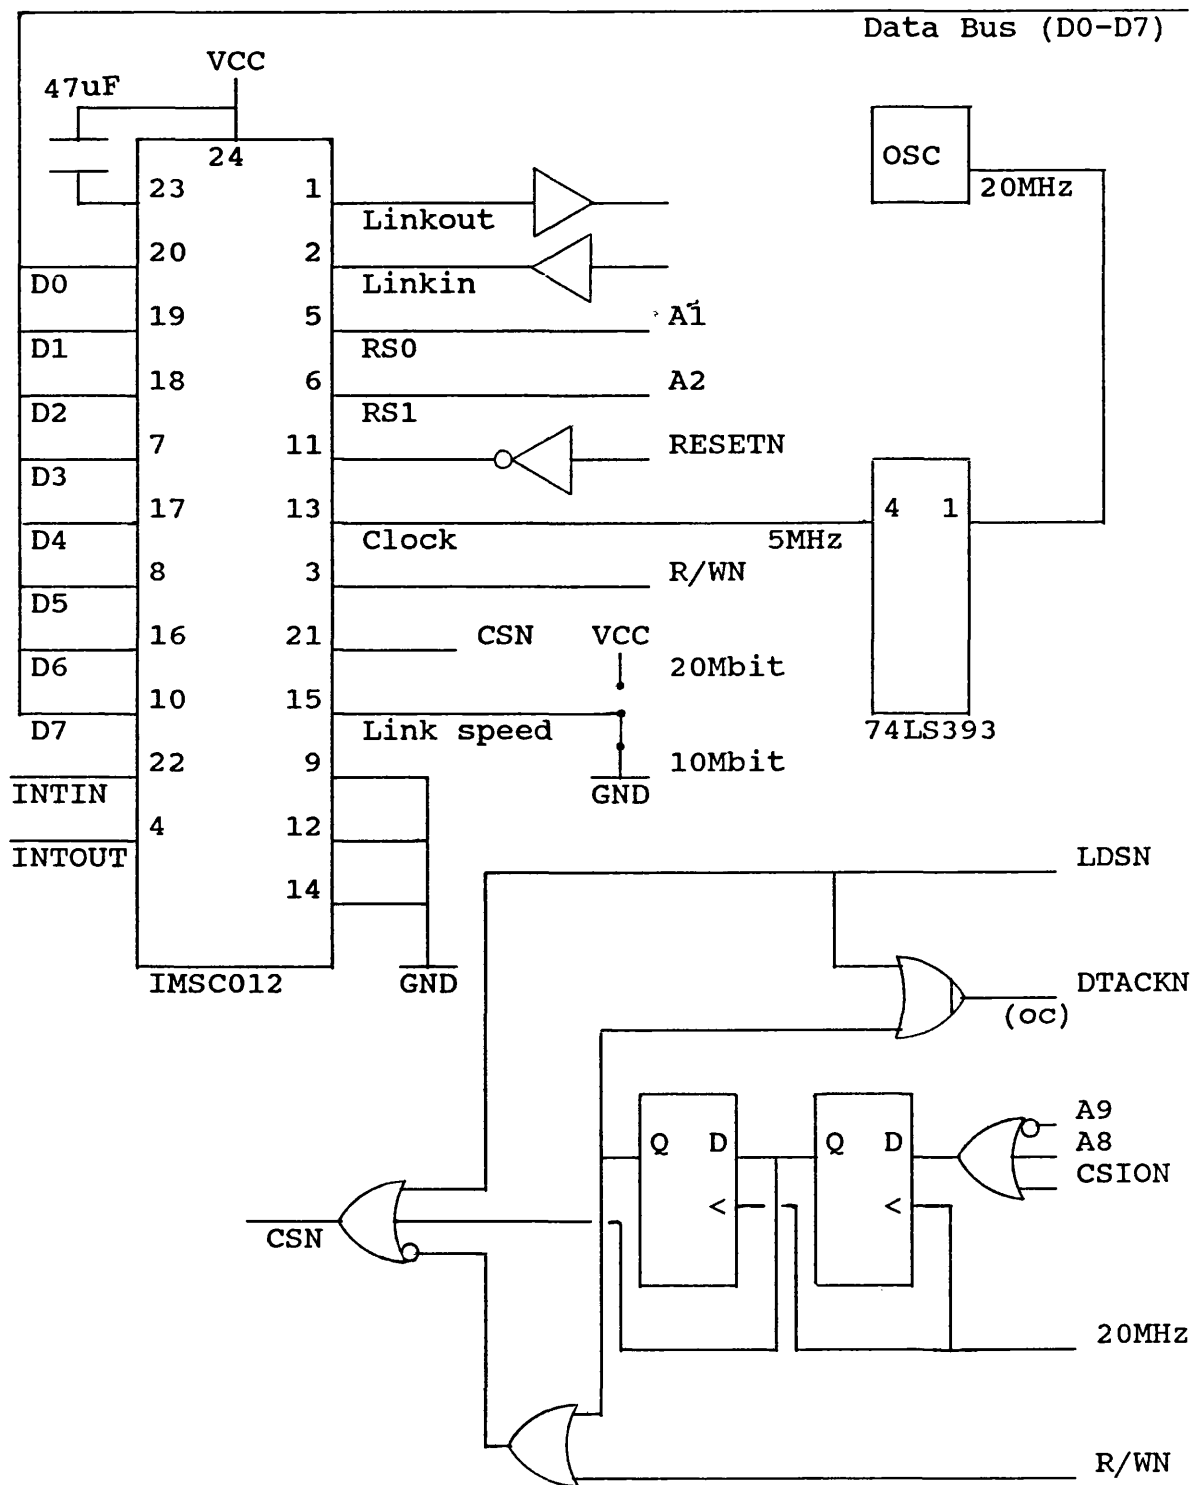 Data Bus (D0-D7)
VCC
47uF
24
OSC
23 1
20MHz
Linkout
20 2
D0 Linkin
19 5 A1
D1 RS0
18 6 A2
D2 RS1
7 11 RESETN
D3
17 13 4 1
D4 Clock 5MHz
8 3 R/WN
D5
16 21 CSN VCC
D6 20Mbit
10 15
D7 Link speed 74LS393
22 9 10Mbit
INTIN GND
4 12
INTOUT LDSN
14
IMSC012 GND DTACKN
(oc)
A9
Q D Q D A8
CSION
< <
CSN
20MHz
R/WN